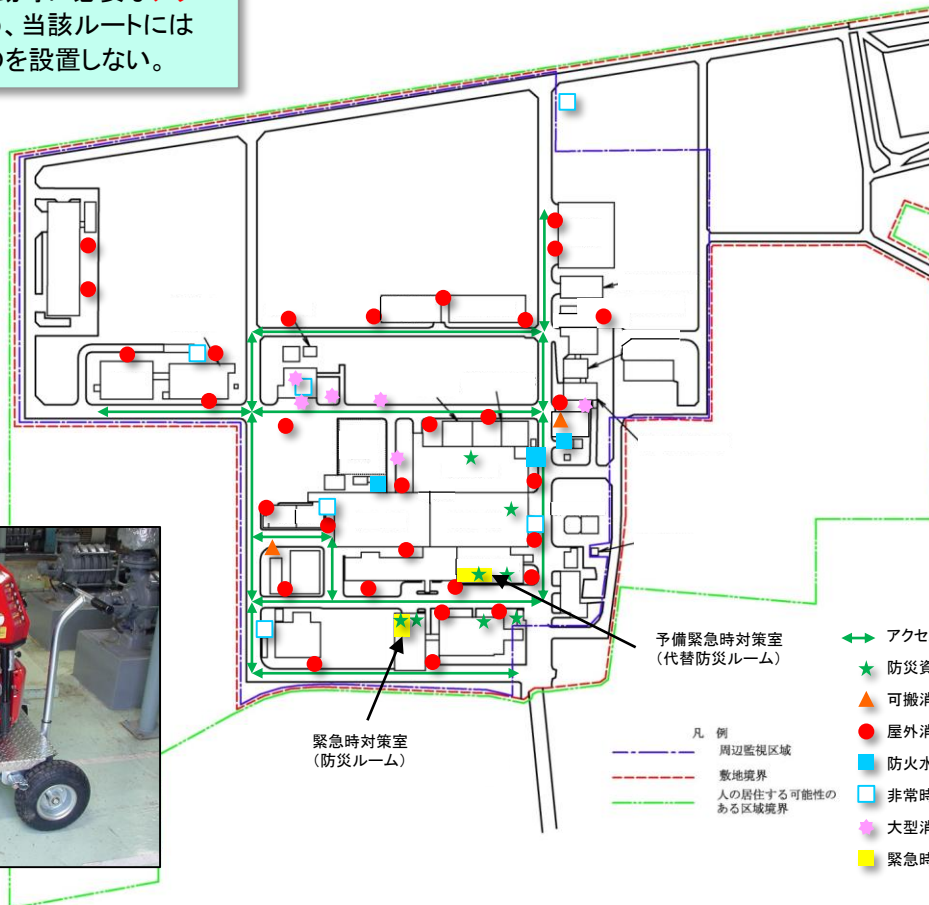 、当該ルートには
のを設置しない。
予備緊急時対策室
（代替防災ルーム）
緊急時対策室
（防災ルーム）
アクセ
防災資
可搬消
屋外消
防火水
非常時
大型消
緊急時
凡 例
周辺監視区域
敷地境界
人の居住する可能性の
ある区域境界